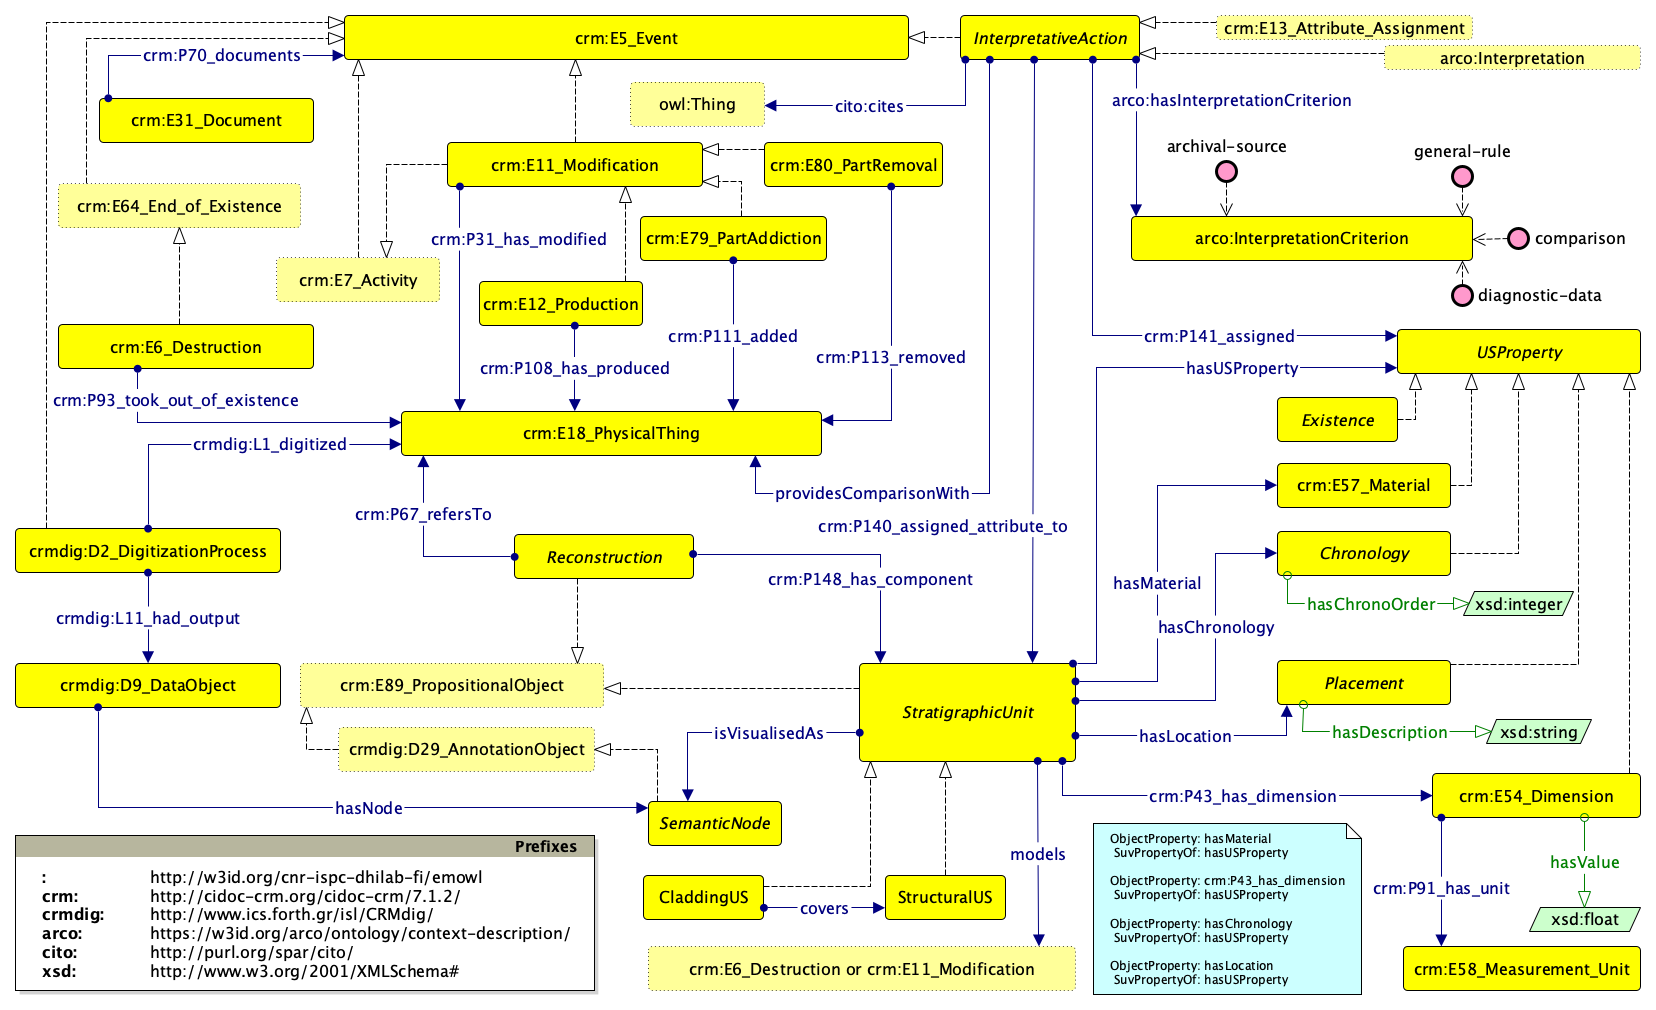 crm:E5_Event
InterpretativeAction
crm:E13_Attribute_Assignment
crm:P70_documents
arco:Interpretation
owl:Thing
cito:cites
arco:hasInterpretationCriterion
crm:E31_Document
archival-source
general-rule
crm:E11_Modification
crm:E80_PartRemoval
crm:E64_End_of_Existence
crm:P31_has_modified
crm:E79_PartAddiction
arco:InterpretationCriterion
comparison
crm:E7_Activity
crm:E12_Production
diagnostic-data
crm:E6_Destruction
crm:P111_added
crm:P141_assigned
crm:P113_removed
USProperty
crm:P108_has_produced
hasUSProperty
crm:P93_took_out_of_existence
crm:E18_PhysicalThing
Existence
crmdig:L1_digitized
crm:E57_Material
providesComparisonWith
crm:P67_refersTo
crm:P140_assigned_attribute_to
crmdig:D2_DigitizationProcess
Reconstruction
Chronology
crm:P148_has_component
hasMaterial
hasChronoOrder
xsd:integer
crmdig:L11_had_output
hasChronology
crmdig:D9_DataObject
crm:E89_PropositionalObject
Placement
StratigraphicUnit
isVisualisedAs
hasLocation
hasDescription
xsd:string
crmdig:D29_AnnotationObject
crm:P43_has_dimension
crm:E54_Dimension
hasNode
SemanticNode
Prefixes
: http://w3id.org/cnr-ispc-dhilab-fi/emowl
crm: http://cidoc-crm.org/cidoc-crm/7.1.2/
crmdig: http://www.ics.forth.gr/isl/CRMdig/
arco: https://w3id.org/arco/ontology/context-description/
cito: http://purl.org/spar/cito/
xsd: http://www.w3.org/2001/XMLSchema#
models
CladdingUS
covers
StructuralUS
crm:E6_Destruction or crm:E11_Modification
ObjectProperty: hasMaterial
SuvPropertyOf: hasUSProperty
ObjectProperty: crm:P43_has_dimension
SuvPropertyOf: hasUSProperty
ObjectProperty: hasChronology
SuvPropertyOf: hasUSProperty
ObjectProperty: hasLocation
SuvPropertyOf: hasUSProperty
hasValue
crm:P91_has_unit
xsd:float
crm:E58_Measurement_Unit